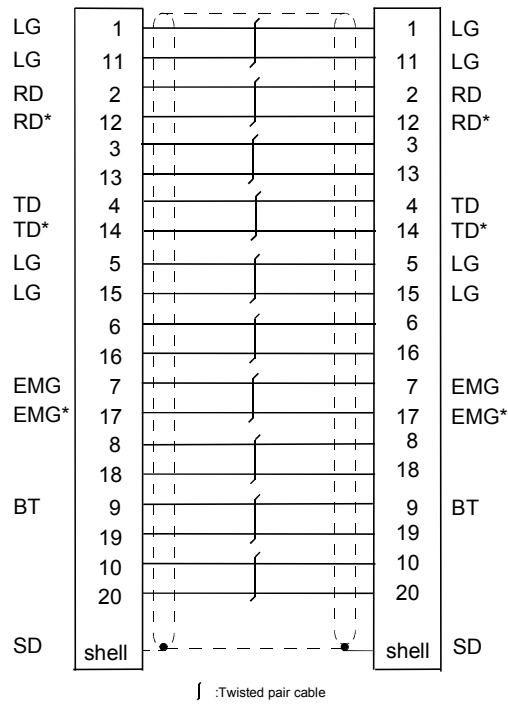 LG 1 1 LG
LG 11 11 LG
RD 2 2 RD
RD* 12 12 RD*
3 3
13 13
TD 4 4 TD
TD* 14 14 TD*
LG 5 5 LG
LG 15 15 LG
6 6
16 16
EMG 7 7 EMG
EMG* 17 17 EMG*
8 8
18 18
BT 9 9 BT
19 19
10 10
20 20
SD shell shell SD
:Twisted pair cable